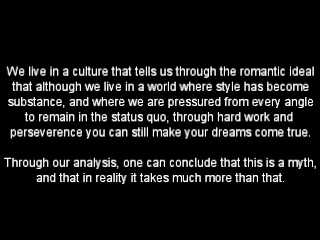 We live in a culture that tells us through the romantic ideal
that although we live in a world where style has become
substance, and where we are pressured from every angle
to remain in the status quo, through hard work and
perseverence you can still make your dreams come true.
Through our analysis, one can conclude that this is a myth,
and that in reality it takes much more than that.